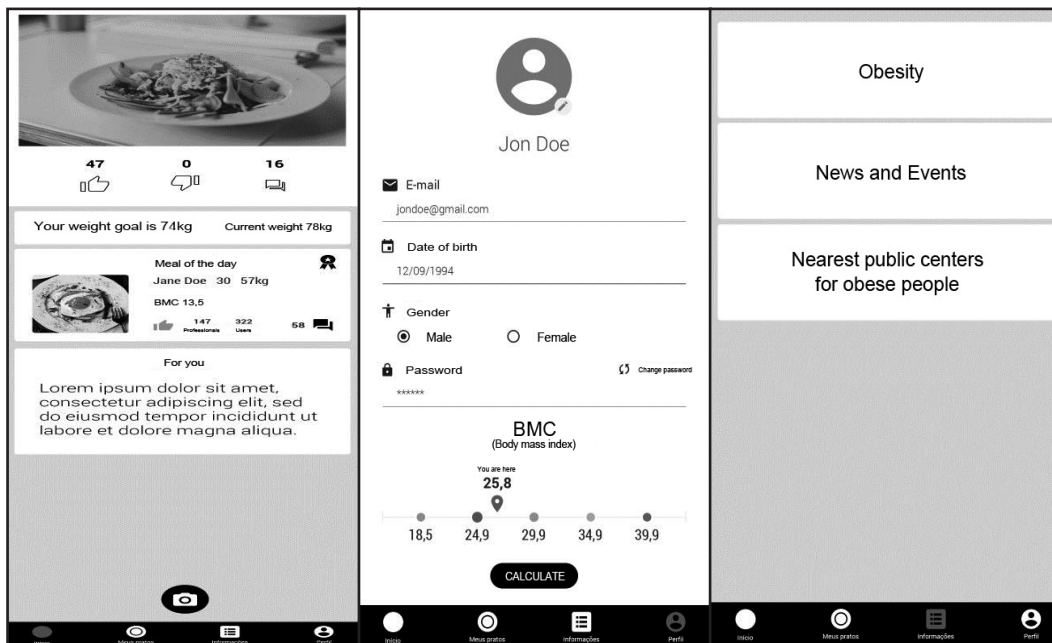 47 0 16
Your weight goal is 74kg Current weight 78kg
Meal of the day
Jane Doe 30 57kg
BMC 13,5
147 322 58
Professionals Users
For you
Lorem ipsum dolor sit amet,
consectetur adipiscing elit, sed
do eiusmod tempor incididunt ut
labore et dolore magna aliqua.
Meus pratos Informações Perfil
Jon Doe
E-mail
jondoe@gmail.com
Date of birth
12/09/1994
Gender
Male Female
Password Change password
******
BMC
(Body mass index)
You are here
25,8
18,5 24,9 29,9 34,9 39,9
CALCULATE
Início Meus pratos Informações Perfil
Obesity
News and Events
Nearest public centers
for obese people
Início Meus pratos Informações Perfil